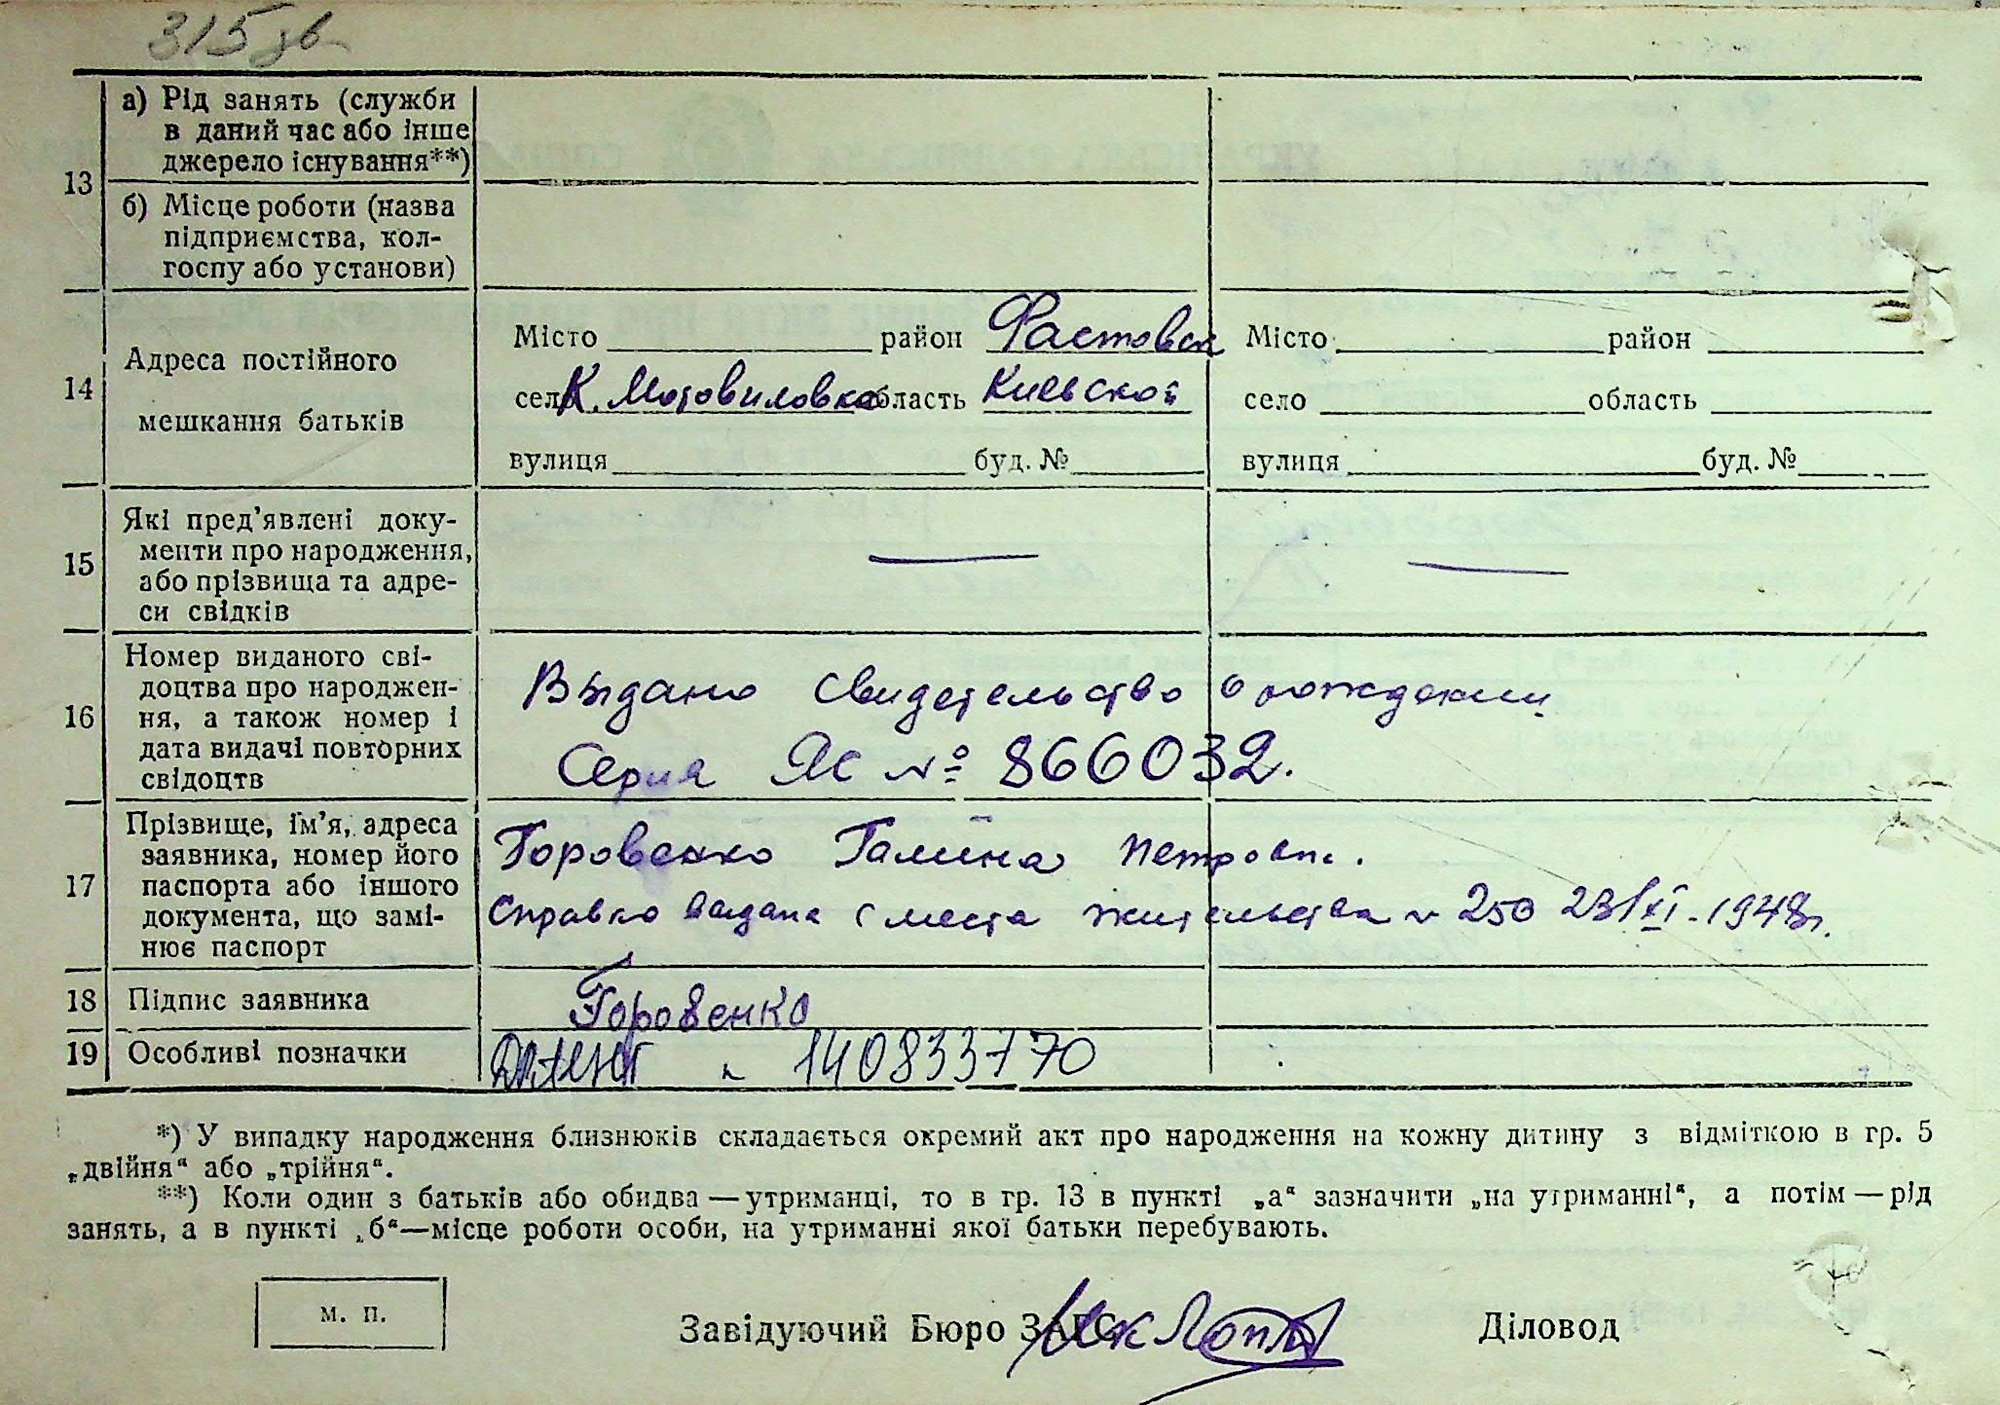 315 зв
13
а) Рід занять (служби
в даний час або інше
джерело існування**)
б) Місце роботи (назва
підприємства, кол-
госпу або установи)
14
Адреса постійного
мешкання батьків
Місто район Фастовск
село К. Мотовиловка область Киевской
вулиця буд. №
Місто район
село область
вулиця буд. №
15
Які пред’явлені доку-
менти про народження,
або прізвища та адре-
си свідків
—
—
16
Номер виданого сві-
доцтва про народжен-
ня, а також номер і
дата видачі повторних
свідоцтв
Выдано свидетельство о рождении
Серия ЯС № 866032.
17
Прізвище, ім’я, адреса
заявника, номер його
паспорта або іншого
документа, що замі-
нює паспорт
Горовенко Галина Петровн.
Справка выдана с места жительства № 250 23/XI-1948г.
18
Підпис заявника
Горовенко
19
Особливі позначки
140833770
*) У випадку народження близнюків складається окремий акт про народження на кожну дитину з відміткою в гр. 5
„двійня“ або „трійня“.
**) Коли один з батьків або обидва — утриманці, то в гр. 13 в пункті „а“ зазначити „на утриманні“, а потім — рід
занять, а в пункті „б“—місце роботи особи, на утриманні якої батьки перебувають.
м. п.
Завідуючий Бюро ЗАГС
Діловод